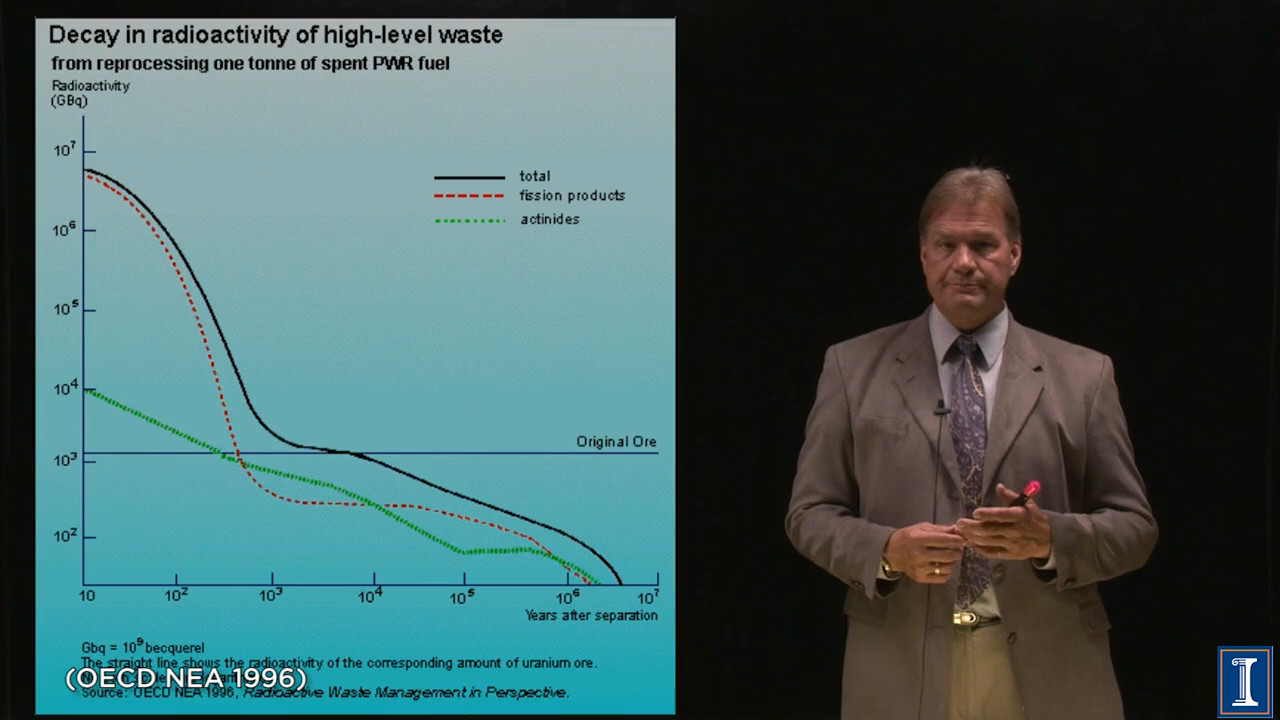 Decay in radioactivity of high-level waste
from reprocessing one tonne of spent PWR fuel
Radioactivity
(GBq)
10⁷
10⁶
10⁵
10⁴
10³
10²
total
fission products
actinides
Original Ore
10 10² 10³ 10⁴ 10⁵ 10⁶ 10⁷
Years after separation
Gbq = 10⁹ becquerel
The straight line shows the radioactivity of the corresponding amount of uranium ore.
(OECD NEA 1996)
Source: OECD NEA 1996, Radioactive Waste Management in Perspective.
I